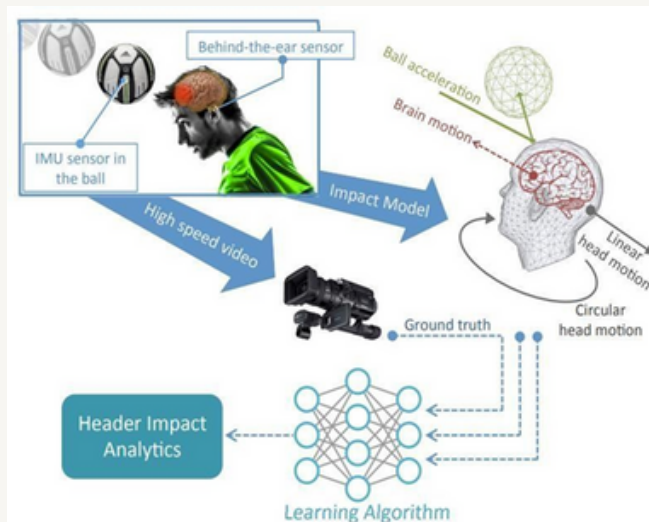 Behind-the-ear sensor
IMU sensor in
the ball
Ball acceleration
Brain motion
Impact Model
High speed video
Linear
head motion
Circular
head motion
Ground truth
Header Impact
Analytics
Learning Algorithm